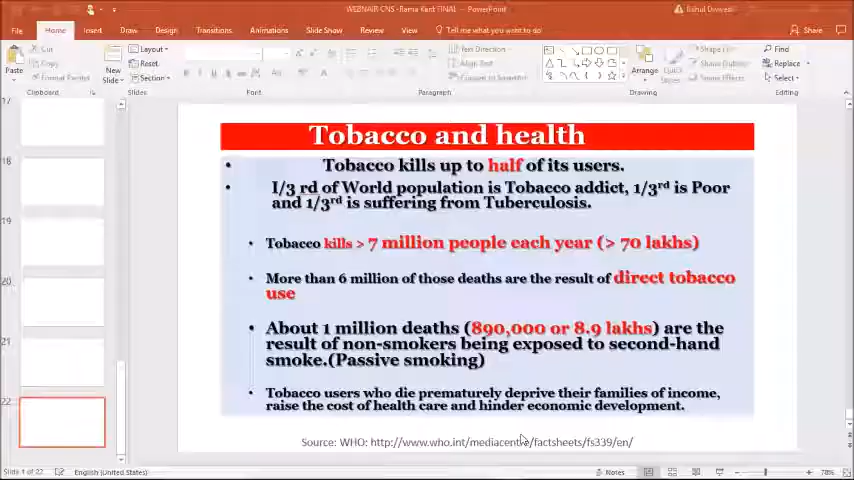 WEBNAIR CNS -Rama Kant FINAL - PowerPoint
Rahul Dwivedi
File Home Insert Draw Design Transitions Animations Slide Show Review View Tell me what you want to do Share
Paste
Cut
Copy
Format Painter
Clipboard
New Slide
Layout
Reset
Section
Slides
Font
Text Direction
Align Text
Convert to SmartArt
Paragraph
Arrange
Quick Styles
Shape Fill
Shape Effects
Drawing
Find
Replace
Select
Editing
17
18
19
20
21
22
Tobacco and health
• Tobacco kills up to half of its users.
• I/3 rd of World population is Tobacco addict, 1/3rd is Poor
and 1/3rd is suffering from Tuberculosis.
• Tobacco kills > 7 million people each year (> 70 lakhs)
• More than 6 million of those deaths are the result of direct tobacco
use
• About 1 million deaths (890,000 or 8.9 lakhs) are the
result of non-smokers being exposed to second-hand
smoke.(Passive smoking)
• Tobacco users who die prematurely deprive their families of income,
raise the cost of health care and hinder economic development.
Source: WHO: http://www.who.int/mediacentre/factsheets/fs339/en/
Slide 1 of 22 English (United States) Notes 78%